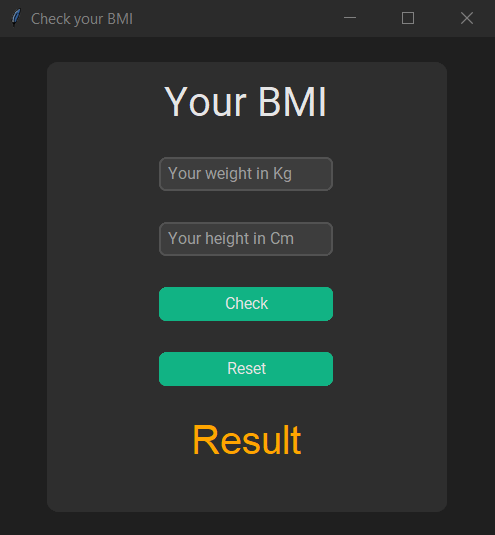 Check your BMI
Your BMI
Your weight in Kg
Your height in Cm
Check
Reset
Result